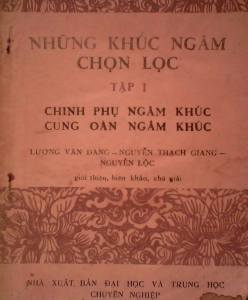 NHỮNG KHÚC NGÂM
CHỌN LỌC
TẬP I
CHINH PHỤ NGÂM KHÚC
CUNG OÁN NGÂM KHÚC
LƯƠNG VĂN ĐANG – NGUYỄN THẠCH GIANG –
NGUYỄN LỘC
giới thiệu, biên khảo, chú giải
NHÀ XUẤT BẢN ĐẠI HỌC VÀ TRUNG HỌC
CHUYÊN NGHIỆP